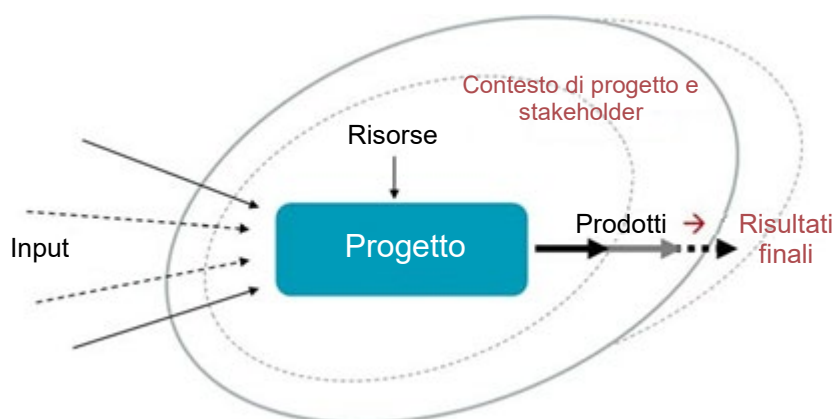 Contesto di progetto e
stakeholder
Risorse
Input
Progetto
Prodotti → Risultati
finali